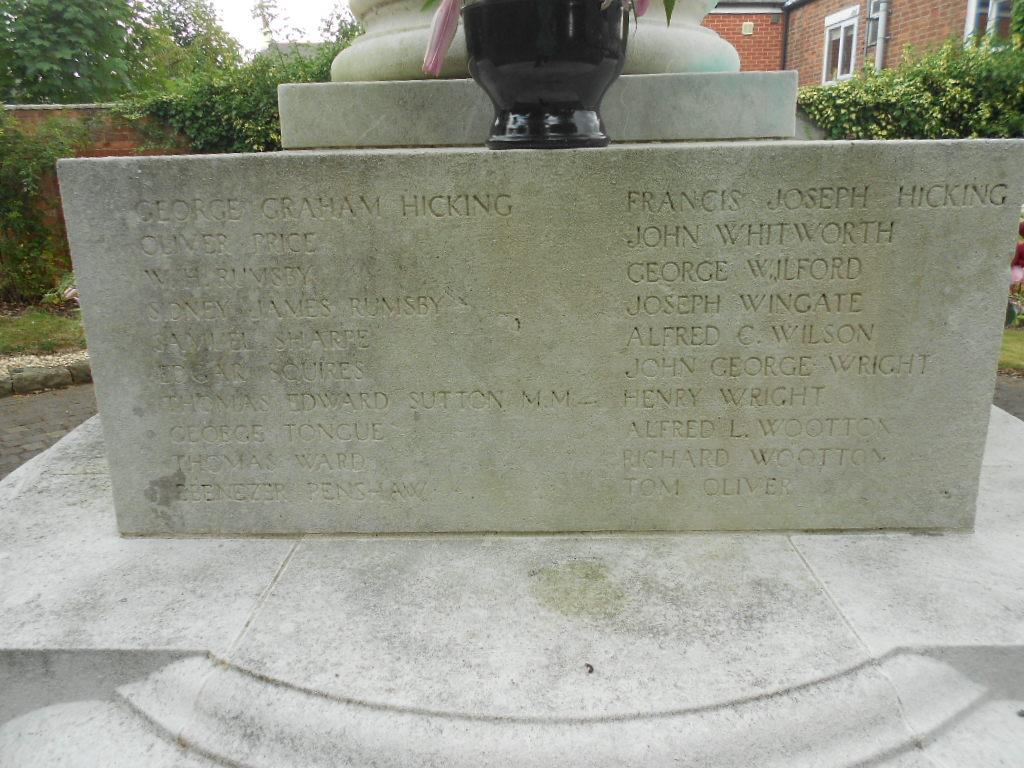 GEORGE GRAHAM HICKING
OLIVER PRICE
W. H. RUMSBY
SIDNEY JAMES RUMSBY
SAMUEL SHARPE
EDGAR SQUIRES
THOMAS EDWARD SUTTON M.M.
GEORGE TONGUE
THOMAS WARD
EBENEZER PENSHAW
FRANCIS JOSEPH HICKING
JOHN WHITWORTH
GEORGE WILFORD
JOSEPH WINGATE
ALFRED C. WILSON
JOHN GEORGE WRIGHT
HENRY WRIGHT
ALFRED L. WOOTTON
RICHARD WOOTTON
TOM OLIVER